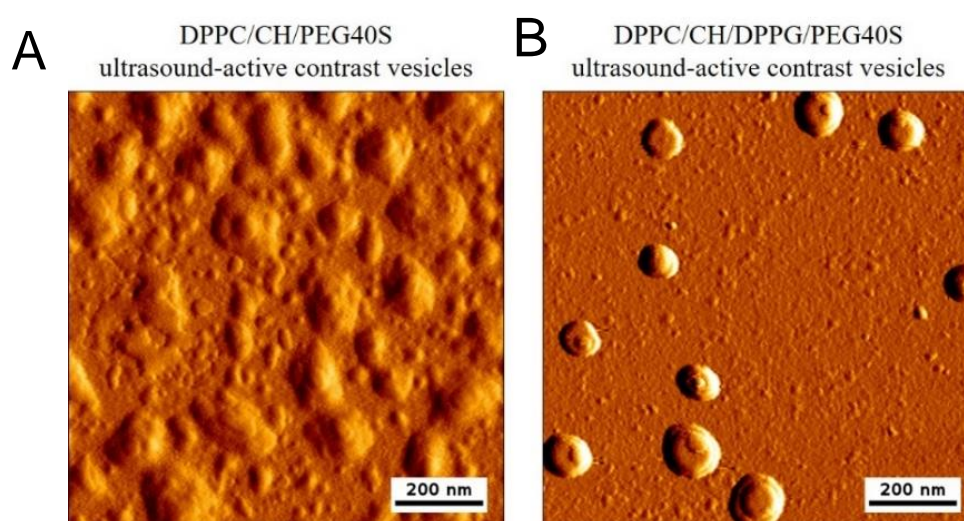 A
DPPC/CH/PEG40S
ultrasound-active contrast vesicles
200 nm
B
DPPC/CH/DPPG/PEG40S
ultrasound-active contrast vesicles
200 nm